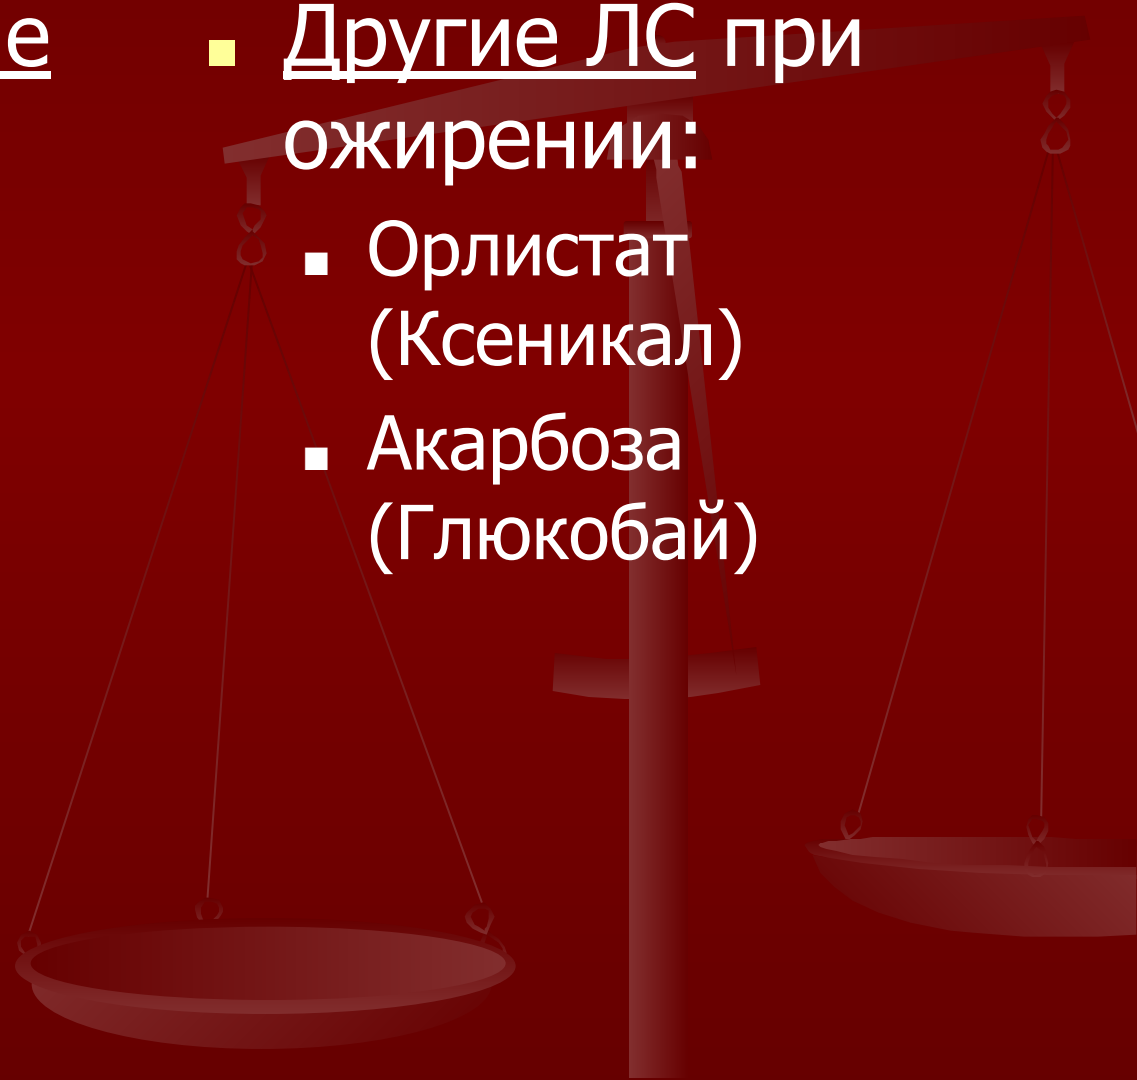 е
Другие ЛС при
ожирении:
Орлистат
(Ксеникал)
Акарбоза
(Глюкобай)